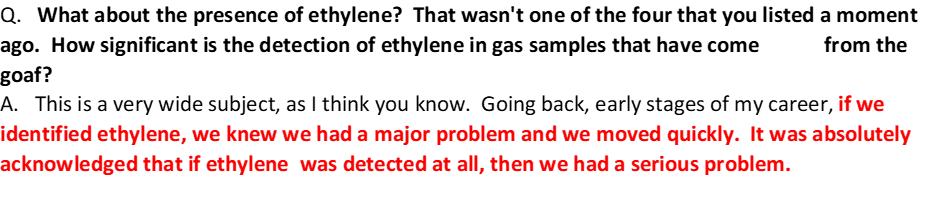 Q.  What about the presence of ethylene?  That wasn't one of the four that you listed a moment
ago.  How significant is the detection of ethylene in gas samples that have come from the
goaf?
A.  This is a very wide subject, as I think you know.  Going back, early stages of my career, if we
identified ethylene, we knew we had a major problem and we moved quickly.  It was absolutely
acknowledged that if ethylene  was detected at all, then we had a serious problem.